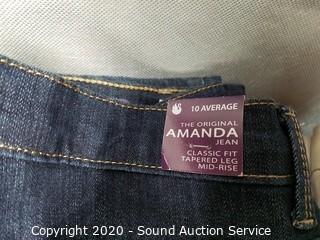 10 AVERAGE
THE ORIGINAL
AMANDA
JEAN
CLASSIC FIT
TAPERED LEG
MID-RISE
Copyright 2020 - Sound Auction Service